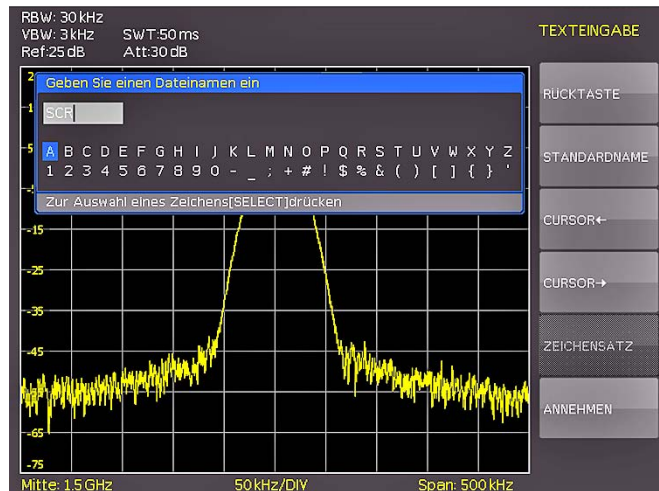 RBW: 30 kHz
VBW: 3 kHz SWT:50 ms
Ref:25 dB Att:30 dB
TEXTEINGABE
Geben Sie einen Dateinamen ein
SCR
A B C D E F G H I J K L M N O P Q R S T U V W X Y Z
1 2 3 4 5 6 7 8 9 0 - _ ; + # ! $ % & ( ) [ ] { } '
Zur Auswahl eines Zeichens[SELECT]drücken
RÜCKTASTE
STANDARDNAME
CURSOR←
CURSOR→
ZEICHENSATZ
ANNEHMEN
2
-1
-5
-15
-25
-35
-45
-65
-75
Mitte: 1.5 GHz 50 kHz/DIV Span: 500 kHz